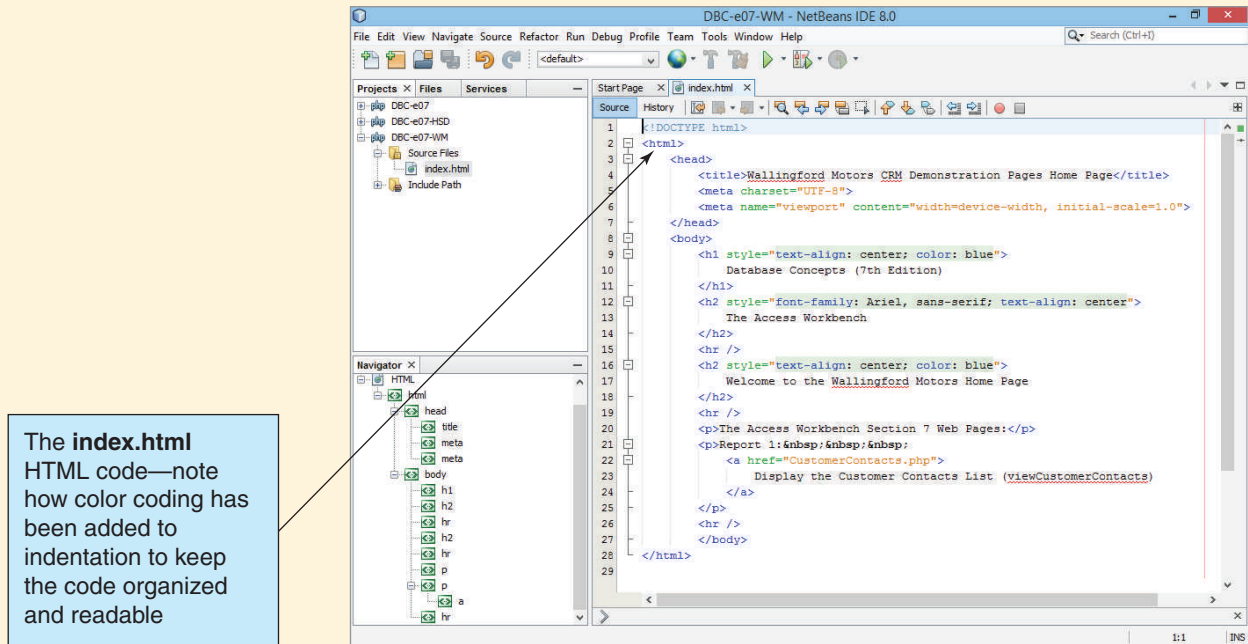 DBC-e07-WM - NetBeans IDE 8.0
File Edit View Navigate Source Refactor Run Debug Profile Team Tools Window Help
Search (Ctrl+I)
<default>
Projects Files Services
DBC-e07
DBC-e07-HSD
DBC-e07-WM
Source Files
index.html
Include Path
Navigator
HTML
html
head
title
meta
meta
body
h1
h2
hr
h2
hr
p
p
a
hr
Start Page index.html
Source History
1 <!DOCTYPE html>
2 <html>
3 <head>
4 <title>Wallingford Motors CRM Demonstration Pages Home Page</title>
5 <meta charset="UTF-8">
6 <meta name="viewport" content="width=device-width, initial-scale=1.0">
7 </head>
8 <body>
9 <h1 style="text-align: center; color: blue">
10 Database Concepts (7th Edition)
11 </h1>
12 <h2 style="font-family: Ariel, sans-serif; text-align: center">
13 The Access Workbench
14 </h2>
15 <hr />
16 <h2 style="text-align: center; color: blue">
17 Welcome to the Wallingford Motors Home Page
18 </h2>
19 <hr />
20 <p>The Access Workbench Section 7 Web Pages:</p>
21 <p>Report 1:&nbsp;&nbsp;&nbsp;
22 <a href="CustomerContacts.php">
23 Display the Customer Contacts List (viewCustomerContacts)
24 </a>
25 </p>
26 <hr />
27 </body>
28 </html>
29
1:1 INS
The index.html
HTML code—note
how color coding has
been added to
indentation to keep
the code organized
and readable